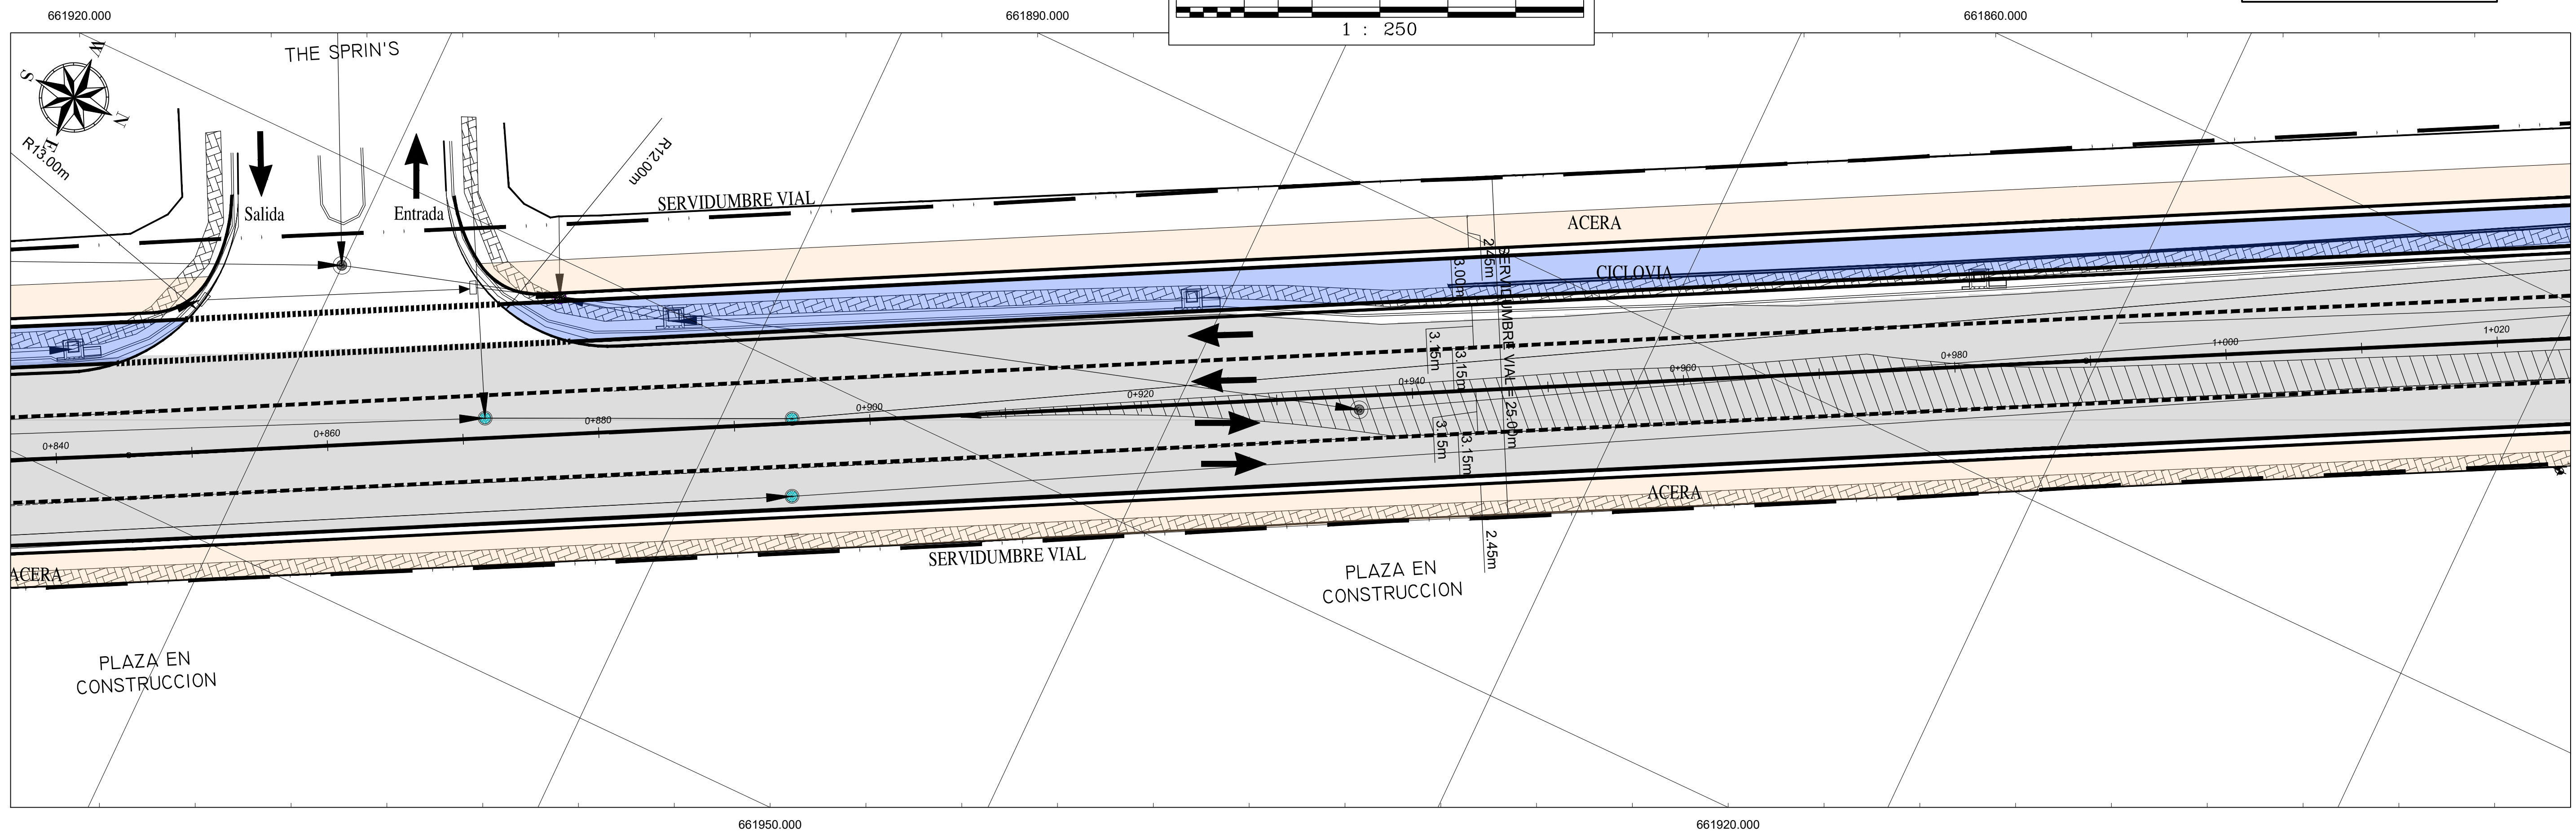 661920.000
661890.000
661860.000
1 : 250
THE SPRIN'S
W
S
N
E
R13.00m
R12.00m
Salida
Entrada
SERVIDUMBRE VIAL
ACERA
CICLOVIA
2.45m
3.00m
SERVIDUMBRE VIAL= 25.00m
3.15m
3.15m
3.15m
3.15m
2.45m
0+840
0+860
0+880
0+900
0+920
0+940
0+960
0+980
1+000
1+020
ACERA
ACERA
SERVIDUMBRE VIAL
PLAZA EN
CONSTRUCCION
PLAZA EN
CONSTRUCCION
661950.000
661920.000